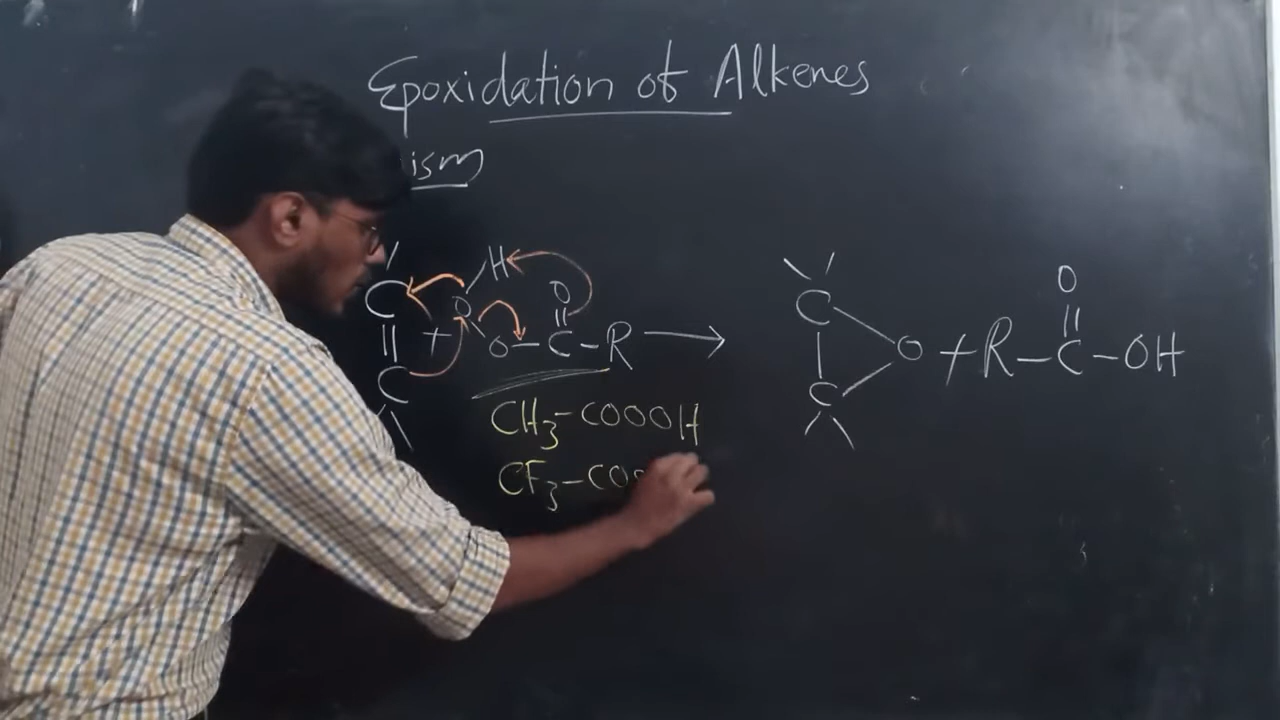 Epoxidation of Alkenes
ism
H
C O O O
C + O - C - R → C O + R - C - OH
C C
CH3-COOOH
CF3-CO